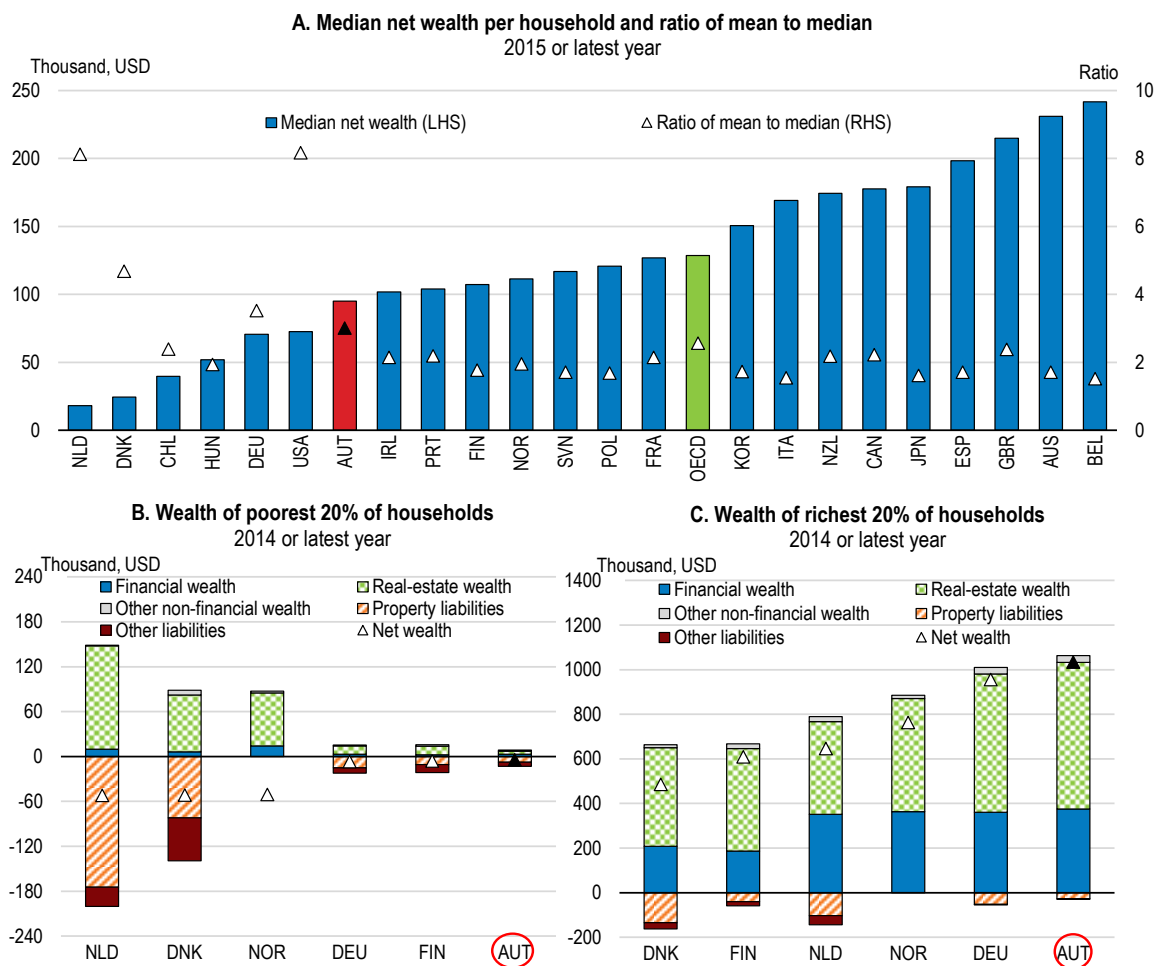 A. Median net wealth per household and ratio of mean to median
2015 or latest year
Thousand, USD
Ratio
250
200
150
100
50
0
10
8
6
4
2
0
Median net wealth (LHS)
Ratio of mean to median (RHS)
NLD
DNK
CHL
HUN
DEU
USA
AUT
IRL
PRT
FIN
NOR
SVN
POL
FRA
OECD
KOR
ITA
NZL
CAN
JPN
ESP
GBR
AUS
BEL
B. Wealth of poorest 20% of households
2014 or latest year
Thousand, USD
240
180
120
60
0
-60
-120
-180
-240
Financial wealth
Real-estate wealth
Other non-financial wealth
Property liabilities
Other liabilities
Net wealth
NLD
DNK
NOR
DEU
FIN
AUT
C. Wealth of richest 20% of households
2014 or latest year
Thousand, USD
1400
1200
1000
800
600
400
200
0
-200
Financial wealth
Real-estate wealth
Other non-financial wealth
Property liabilities
Other liabilities
Net wealth
DNK
FIN
NLD
NOR
DEU
AUT